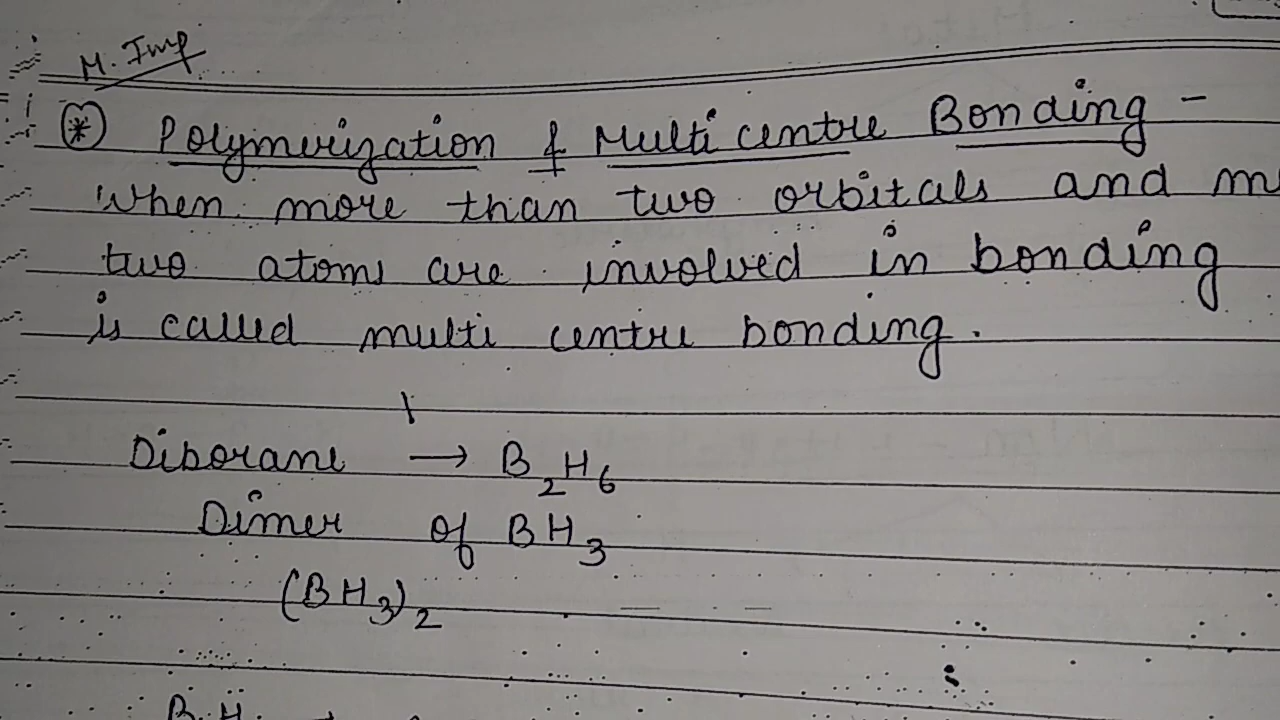 M. Imp
* Polymerization & Multi centre Bonding -
When more than two orbitals and m
two atoms are involved in bonding
is called multi centre bonding.
Diborane → B2H6
Dimer of BH3
(BH3)2
B2H